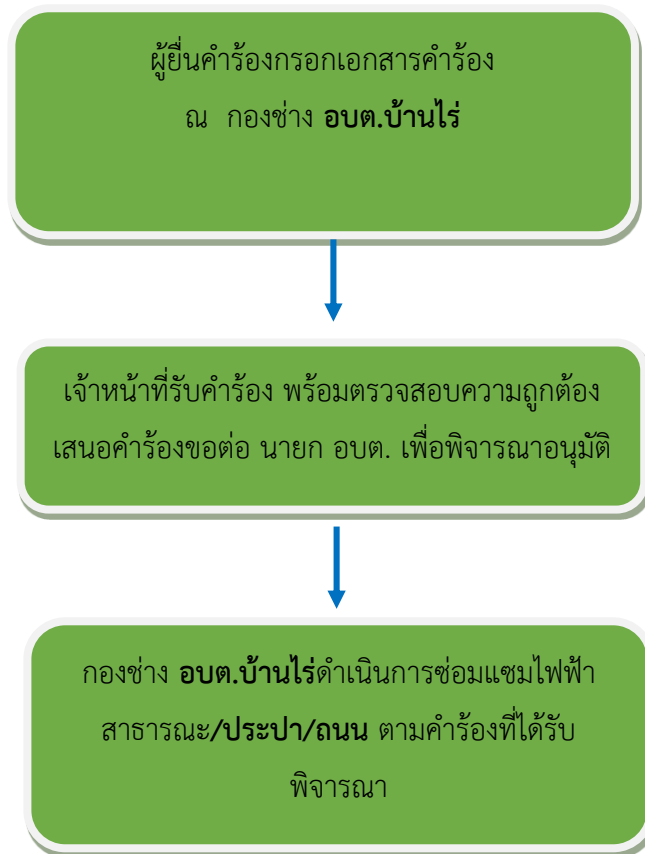 ผู้ยื่นคำร้องกรอกเอกสารคำร้อง
ณ กองช่าง อบต.บ้านไร่
เจ้าหน้าที่รับคำร้อง พร้อมตรวจสอบความถูกต้อง
เสนอคำร้องขอต่อ นายก อบต. เพื่อพิจารณาอนุมัติ
กองช่าง อบต.บ้านไร่ดำเนินการซ่อมแซมไฟฟ้า
สาธารณะ/ประปา/ถนน ตามคำร้องที่ได้รับ
พิจารณา